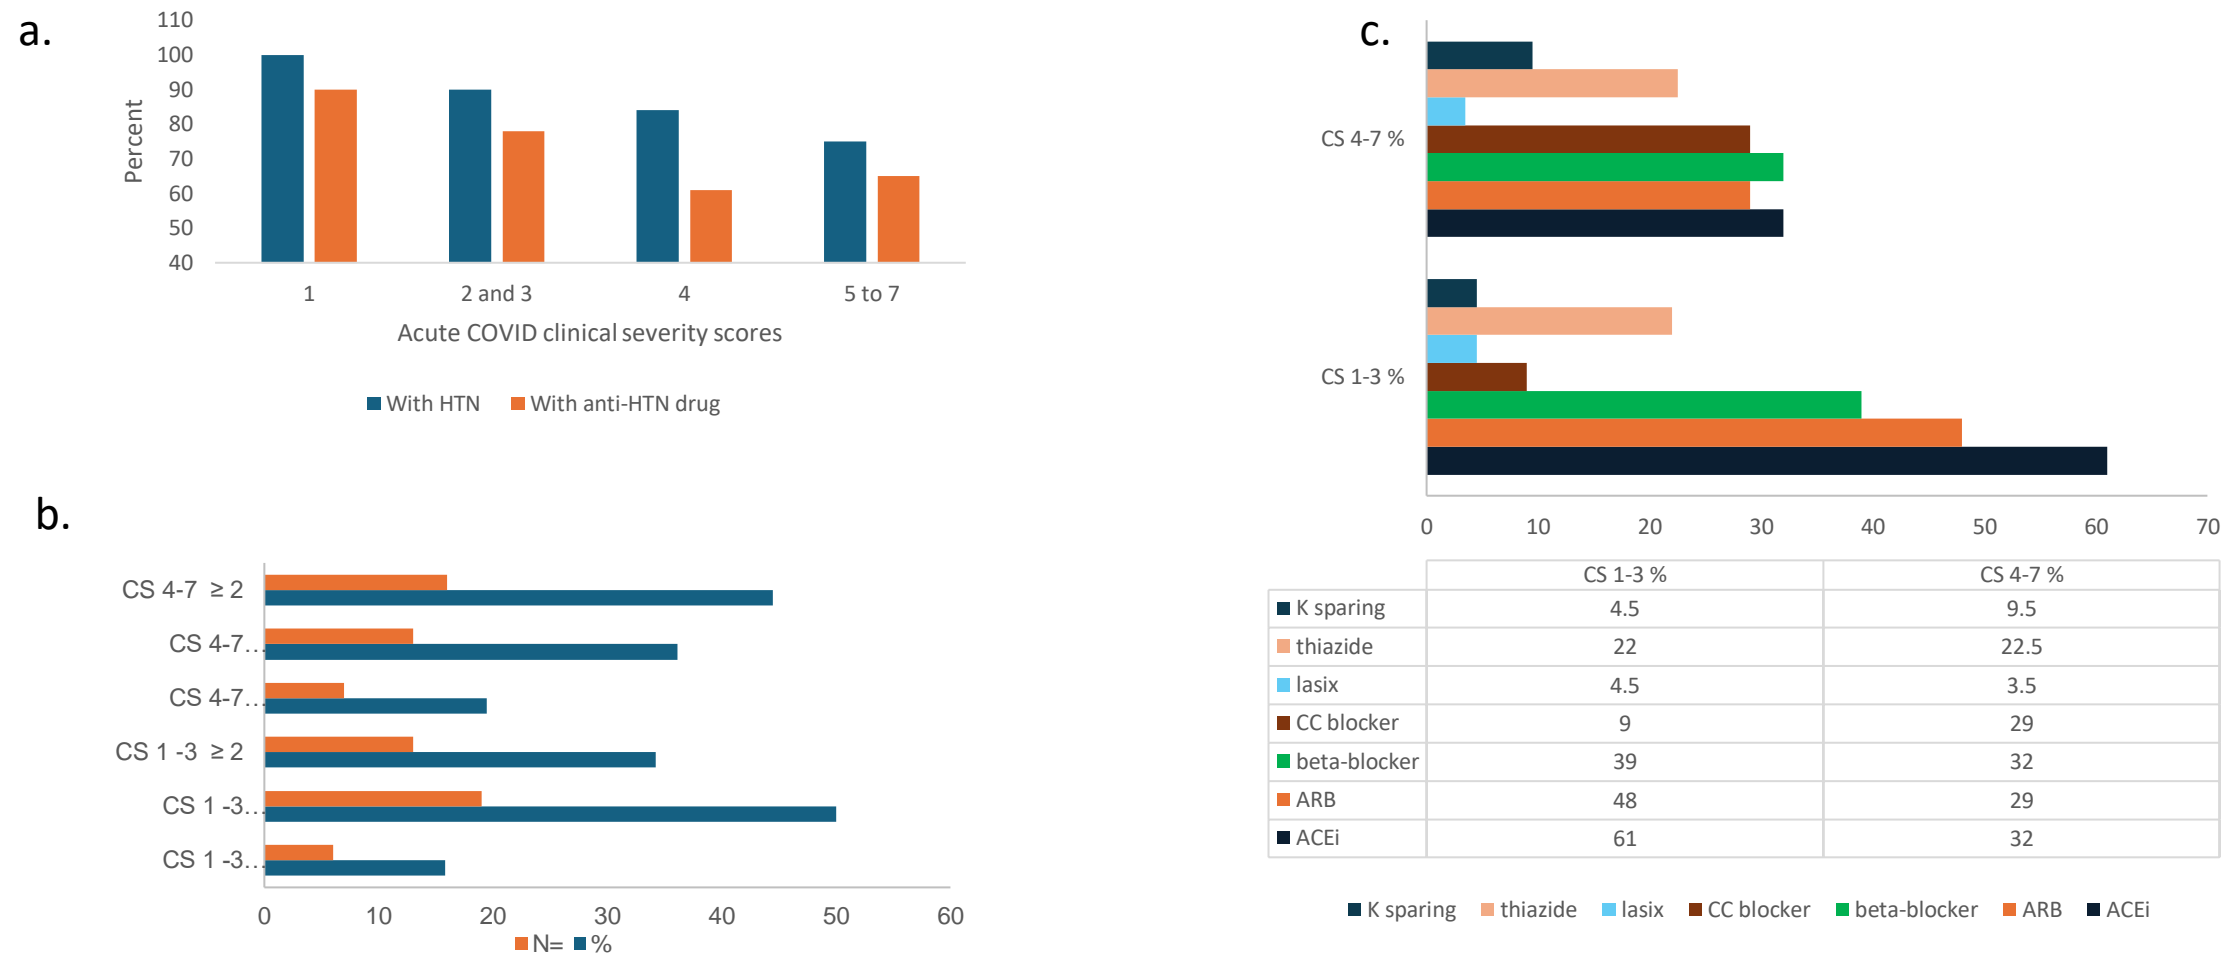 a.
110
100
90
80
70
60
50
40
Percent
1 2 and 3 4 5 to 7
Acute COVID clinical severity scores
With HTN With anti-HTN drug
b.
CS 4-7 ≥ 2
CS 4-7…
CS 4-7…
CS 1 -3 ≥ 2
CS 1 -3…
CS 1 -3…
0 10 20 30 40 50 60
N= %
c.
CS 4-7 %
CS 1-3 %
0 10 20 30 40 50 60 70
CS 1-3 % CS 4-7 %
K sparing 4.5 9.5
thiazide 22 22.5
lasix 4.5 3.5
CC blocker 9 29
beta-blocker 39 32
ARB 48 29
ACEi 61 32
K sparing thiazide lasix CC blocker beta-blocker ARB ACEi